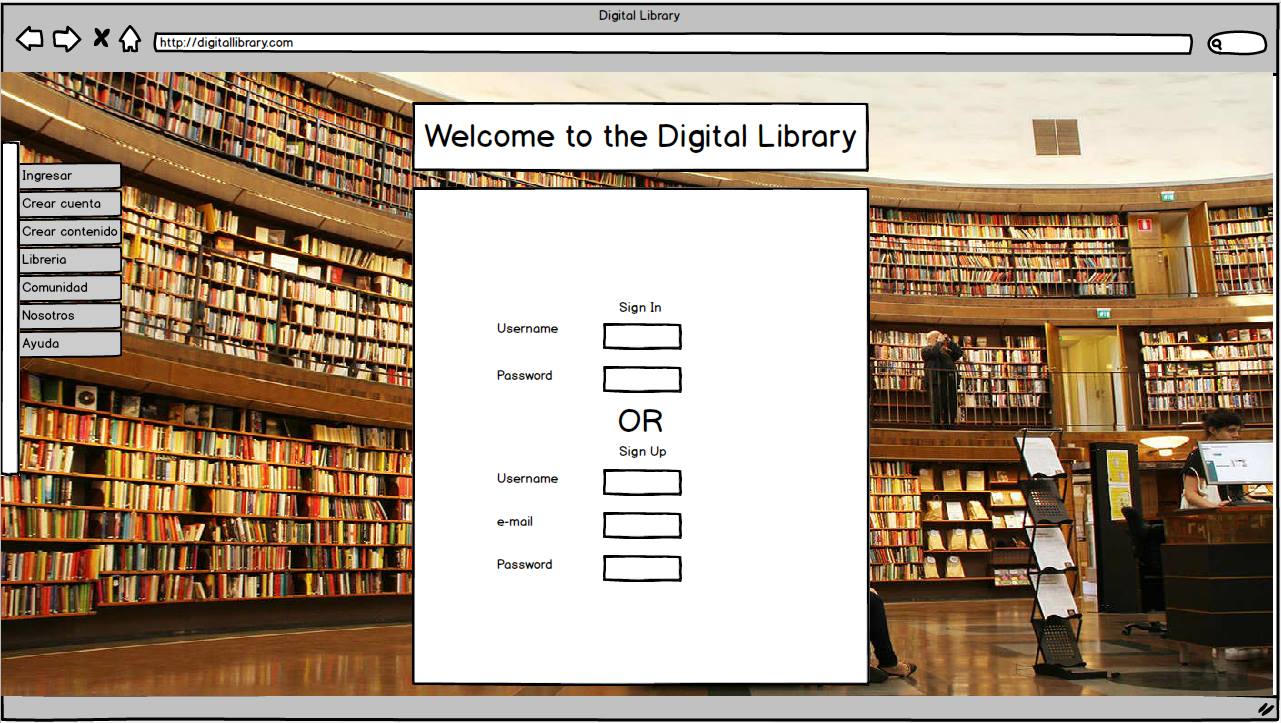 Digital Library
http://digitallibrary.com
Welcome to the Digital Library
Ingresar
Crear cuenta
Crear contenido
Libreria
Comunidad
Nosotros
Ayuda
Sign In
Username
Password
OR
Sign Up
Username
e-mail
Password